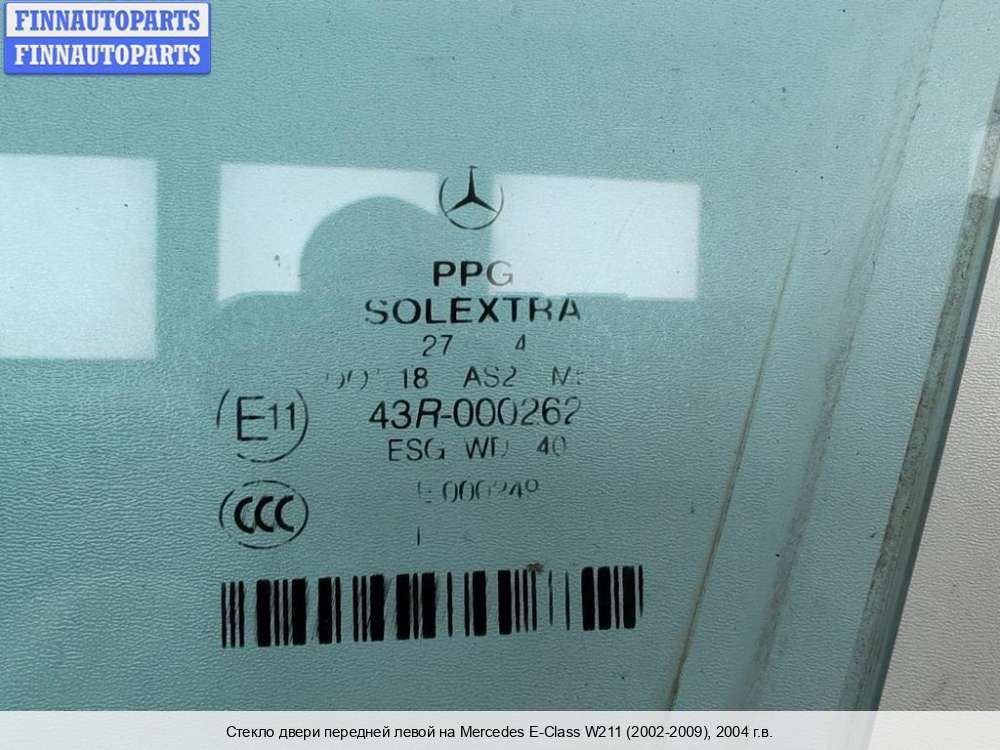 FINNAUTOPARTS
FINNAUTOPARTS
PPG
SOLEXTRA
27 4
18 AS2
E11
43R-000262
ESG WD 40
CCC
Стекло двери передней левой на Mercedes E-Class W211 (2002-2009), 2004 г.в.